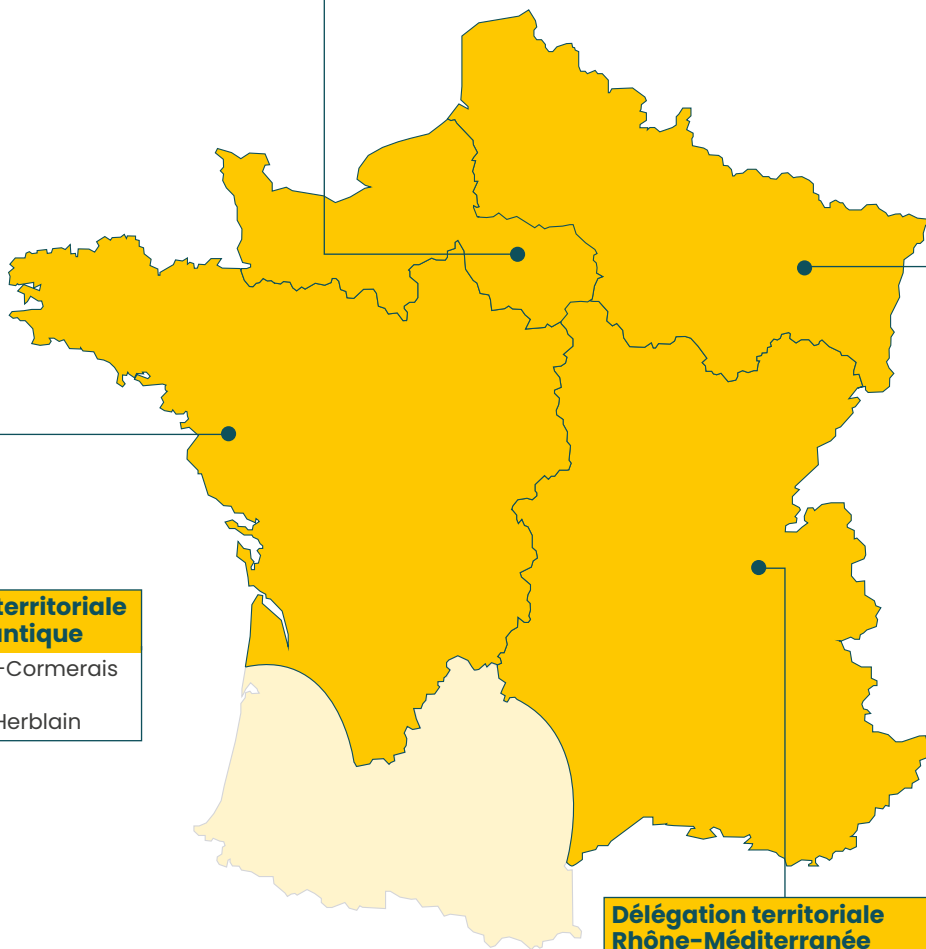 territoriale
antique
-Cormerais
Herblain
Délégation territoriale
Rhône-Méditerranée